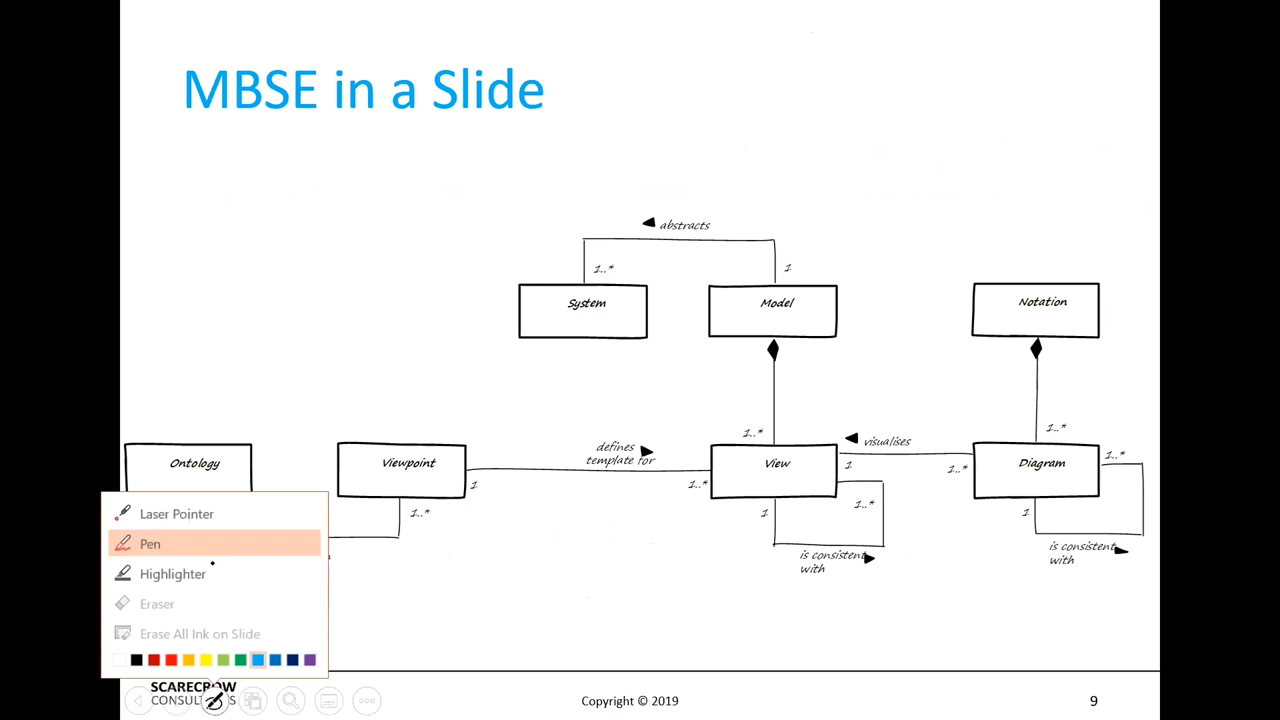 MBSE in a Slide
abstracts
1..*
1
System
Model
Notation
1..*
1..*
defines
template for
visualises
Ontology
Viewpoint
View
Diagram
1
1..*
1
1..*
1..*
1..*
1
1..*
1
is consistent
with
is consistent
with
Laser Pointer
Pen
Highlighter
Eraser
Erase All Ink on Slide
SCARECROW
Copyright © 2019
9